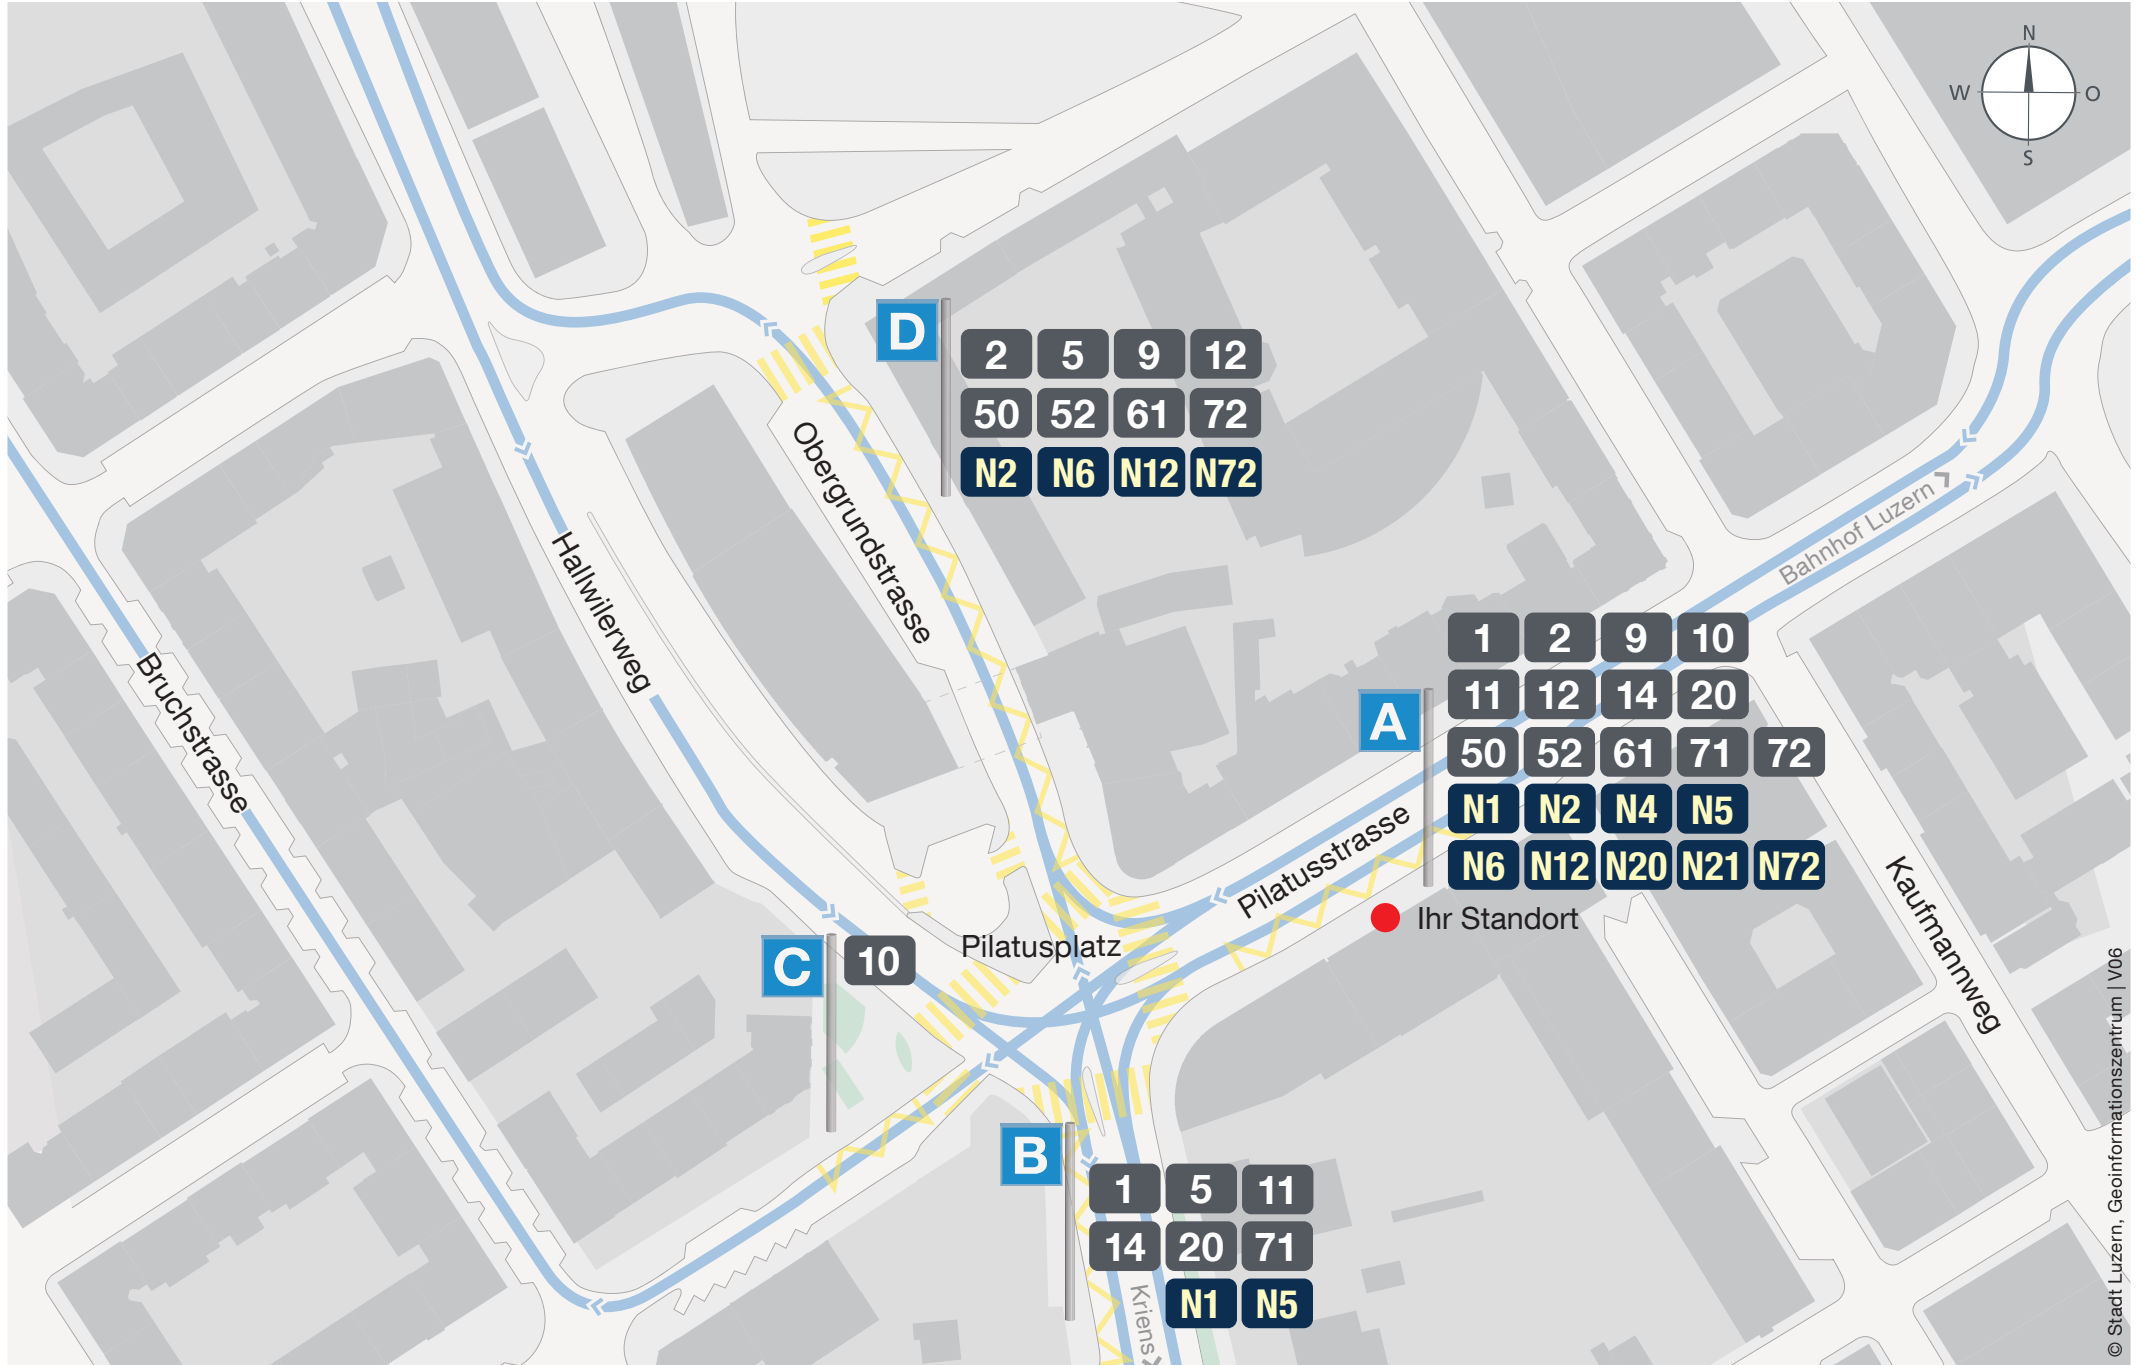 N
W O
S
D
2 5 9 12
50 52 61 72
N2 N6 N12 N72
Obergrundstrasse
Hallwilerweg
Bruchstrasse
Bahnhof Luzern
A
1 2 9 10
11 12 14 20
50 52 61 71 72
N1 N2 N4 N5
N6 N12 N20 N21 N72
Pilatusstrasse
Ihr Standort
Kaufmannweg
Pilatusplatz
C
10
B
1 5 11
14 20 71
N1 N5
Kriens
© Stadt Luzern, Geoinformationszentrum | V06